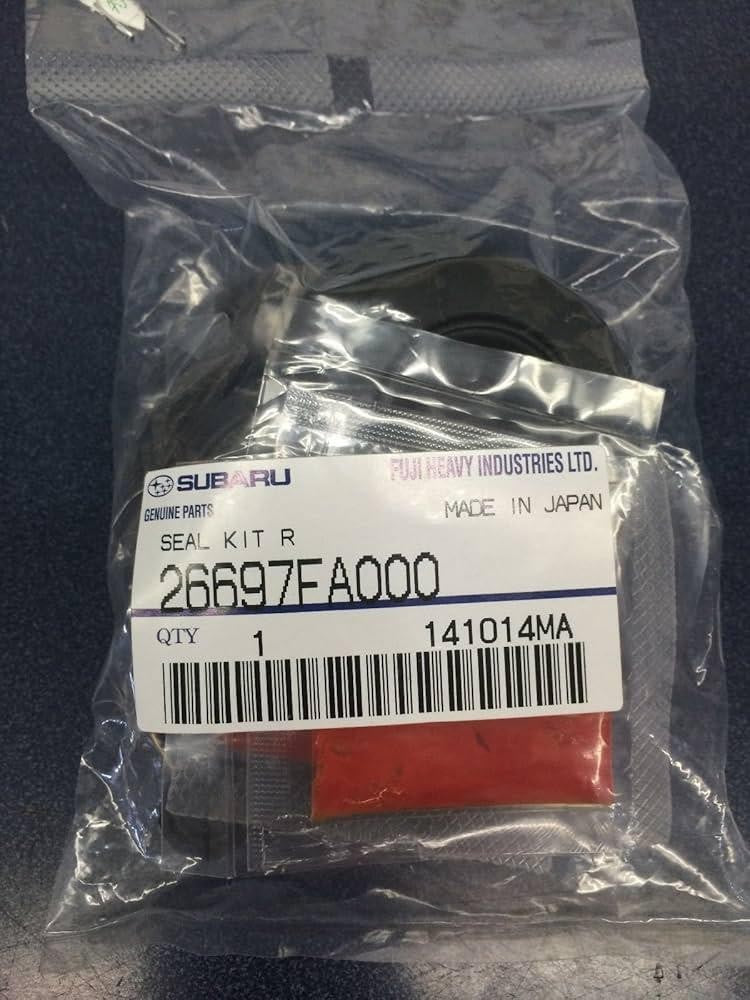 SUBARU
FUJI HEAVY INDUSTRIES LTD.
GENUINE PARTS
MADE IN JAPAN
SEAL KIT R
26697FA000
QTY 1 141014MA